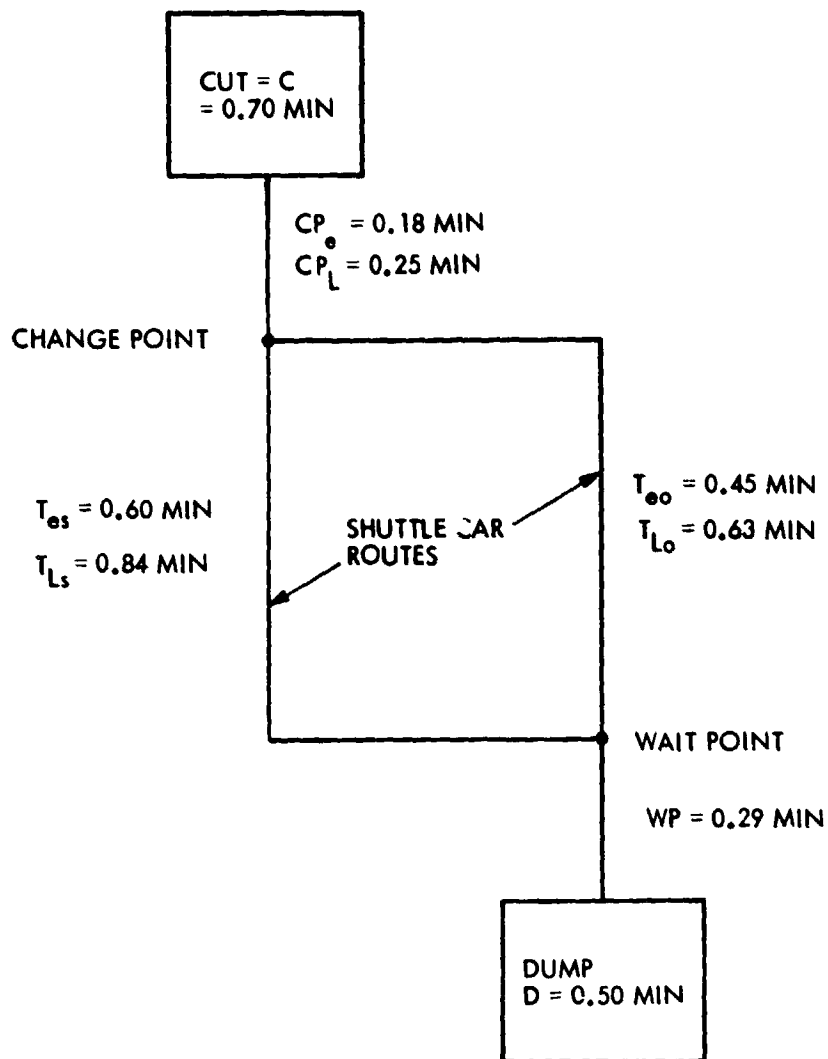 CUT = C
= 0.70 MIN
CP_e = 0.18 MIN
CP_L = 0.25 MIN
CHANGE POINT
T_es = 0.60 MIN
T_Ls = 0.84 MIN
SHUTTLE CAR
ROUTES
T_eo = 0.45 MIN
T_Lo = 0.63 MIN
WAIT POINT
WP = 0.29 MIN
DUMP
D = 0.50 MIN